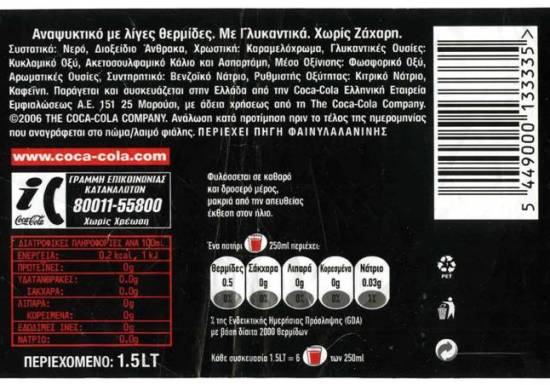 Αναψυκτικό με λίγες θερμίδες. Με Γλυκαντικά. Χωρίς Ζάχαρη.
Συστατικά: Νερό, Διοξείδιο Άνθρακα, Χρωστική: Καραμελόχρωμα, Γλυκαντικές Ουσίες:
Κυκλαμικό Οξύ, Ακετοσουλφαμικό Κάλιο και Ασπαρτάμη, Μέσο Οξίνισης: Φωσφορικό Οξύ,
Αρωματικές Ουσίες, Συντηρητικό: Βενζοϊκό Νάτριο, Ρυθμιστής Οξύτητας: Κιτρικό Νάτριο,
Καφεΐνη. Παράγεται και συσκευάζεται στην Ελλάδα από την Coca-Cola Ελληνική Εταιρεία
Εμφιαλώσεως Α.Ε. 151 25 Μαρούσι, με άδεια χρήσεως από τη The Coca-Cola Company.
©2006 THE COCA-COLA COMPANY. Ανάλωση κατά προτίμηση πριν το τέλος της ημερομηνίας
που αναγράφεται στο πώμα/λαιμό φιάλης. ΠΕΡΙΕΧΕΙ ΠΗΓΗ ΦΑΙΝΥΛΑΛΑΝΙΝΗΣ
5 449000 133335
www.coca-cola.com
ΓΡΑΜΜΗ ΕΠΙΚΟΙΝΩΝΙΑΣ
ΚΑΤΑΝΑΛΩΤΩΝ
80011-55800
Χωρίς Χρέωση
Coca-Cola
Φυλάσσεται σε καθαρό
και δροσερό μέρος,
μακριά από την απευθείας
έκθεση στον ήλιο.
ΔΙΑΤΡΟΦΙΚΕΣ ΠΛΗΡΟΦΟΡΙΕΣ ΑΝΑ 100ml
ΕΝΕΡΓΕΙΑ: 0.2 kcal, 1 kJ
ΠΡΩΤΕΪΝΕΣ: 0g
ΥΔΑΤΑΝΘΡΑΚΕΣ: 0.0g
ΣΑΚΧΑΡΑ: 0.0g
ΛΙΠΑΡΑ: 0g
ΚΟΡΕΣΜΕΝΑ: 0g
ΕΔΩΔΙΜΕΣ ΙΝΕΣ: 0g
ΝΑΤΡΙΟ: 0.0g
ΠΕΡΙΕΧΟΜΕΝΟ: 1.5LT
Ένα ποτήρι 250ml περιέχει:
Θερμίδες Σάκχαρα Λιπαρά Κορεσμένα Νάτριο
0.5 0g 0g 0g 0.03g
0% 0% 0% 0%
% της Ενδεικτικής Ημερήσιας Πρόσληψης (GDA)
με βάση δίαιτα 2000 θερμίδων
Κάθε συσκευασία 1.5LT = 6 των 250ml
PET